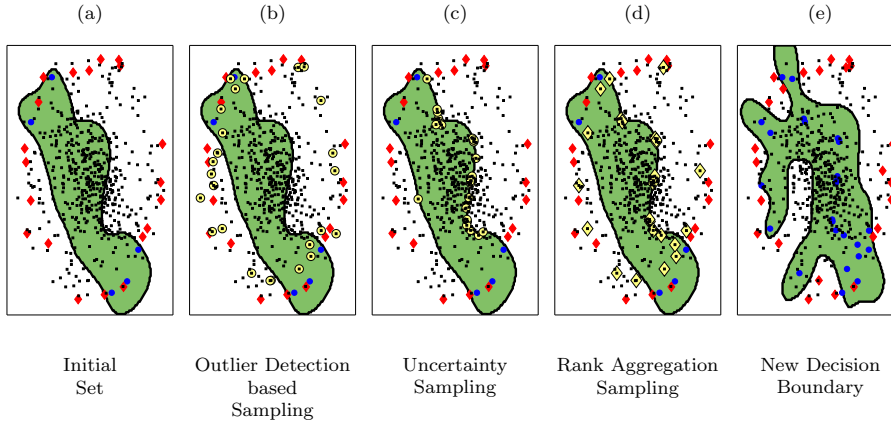 (a)
(b)
(c)
(d)
(e)
Initial
Set
Outlier Detection
based
Sampling
Uncertainty
Sampling
Rank Aggregation
Sampling
New Decision
Boundary